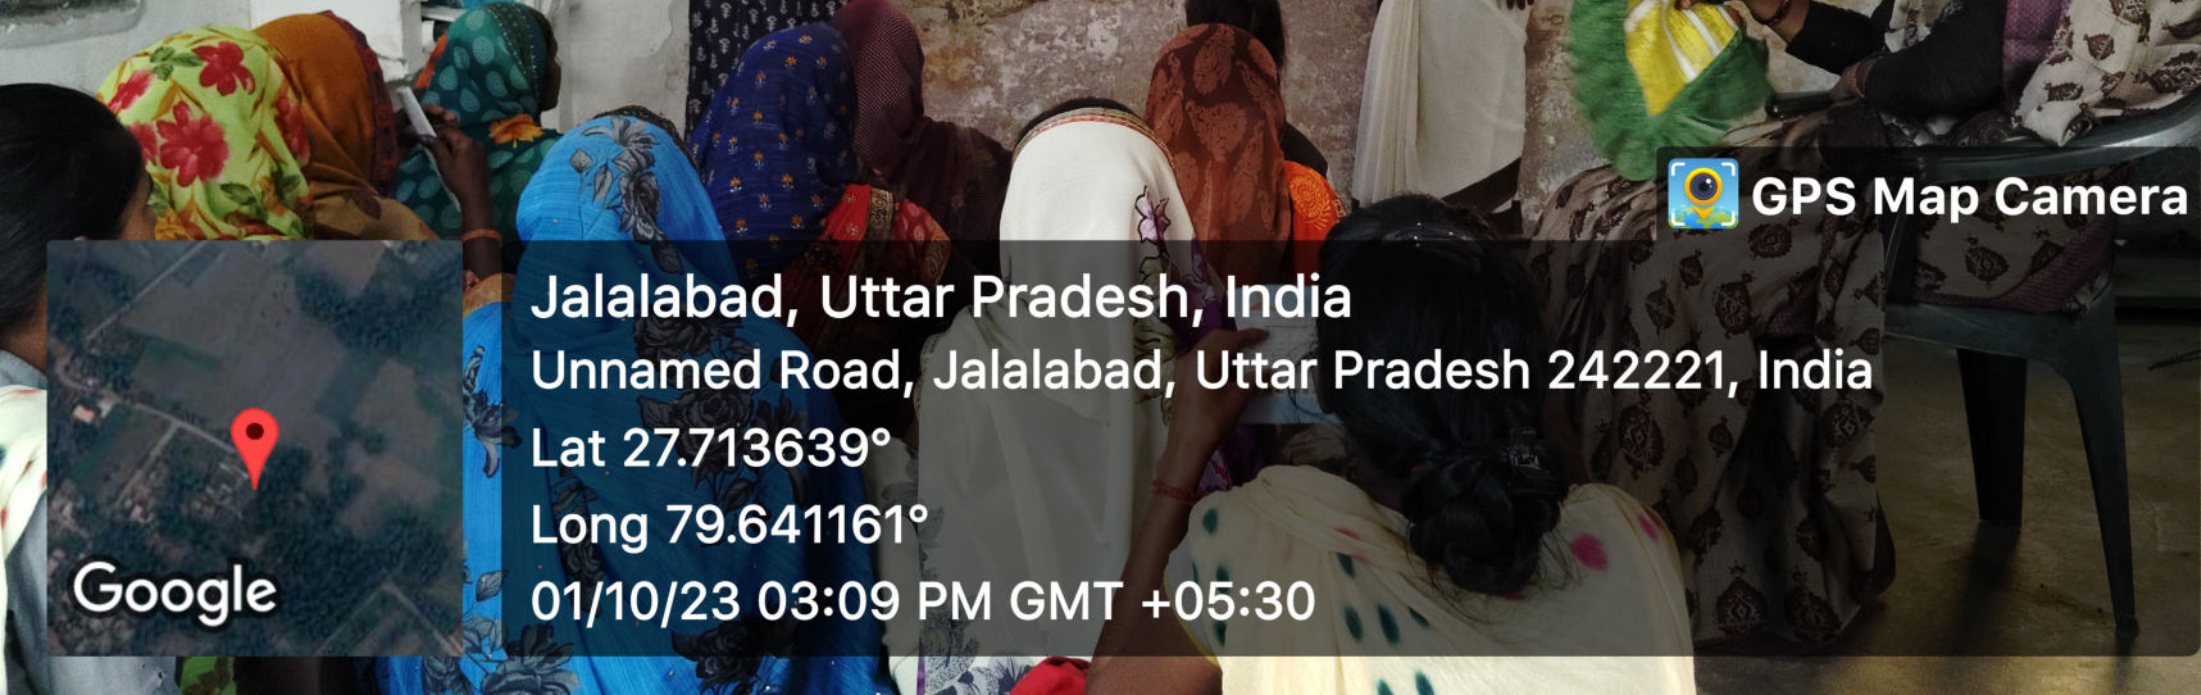 GPS Map Camera
Jalalabad, Uttar Pradesh, India
Unnamed Road, Jalalabad, Uttar Pradesh 242221, India
Lat 27.713639°
Long 79.641161°
01/10/23 03:09 PM GMT +05:30
Google